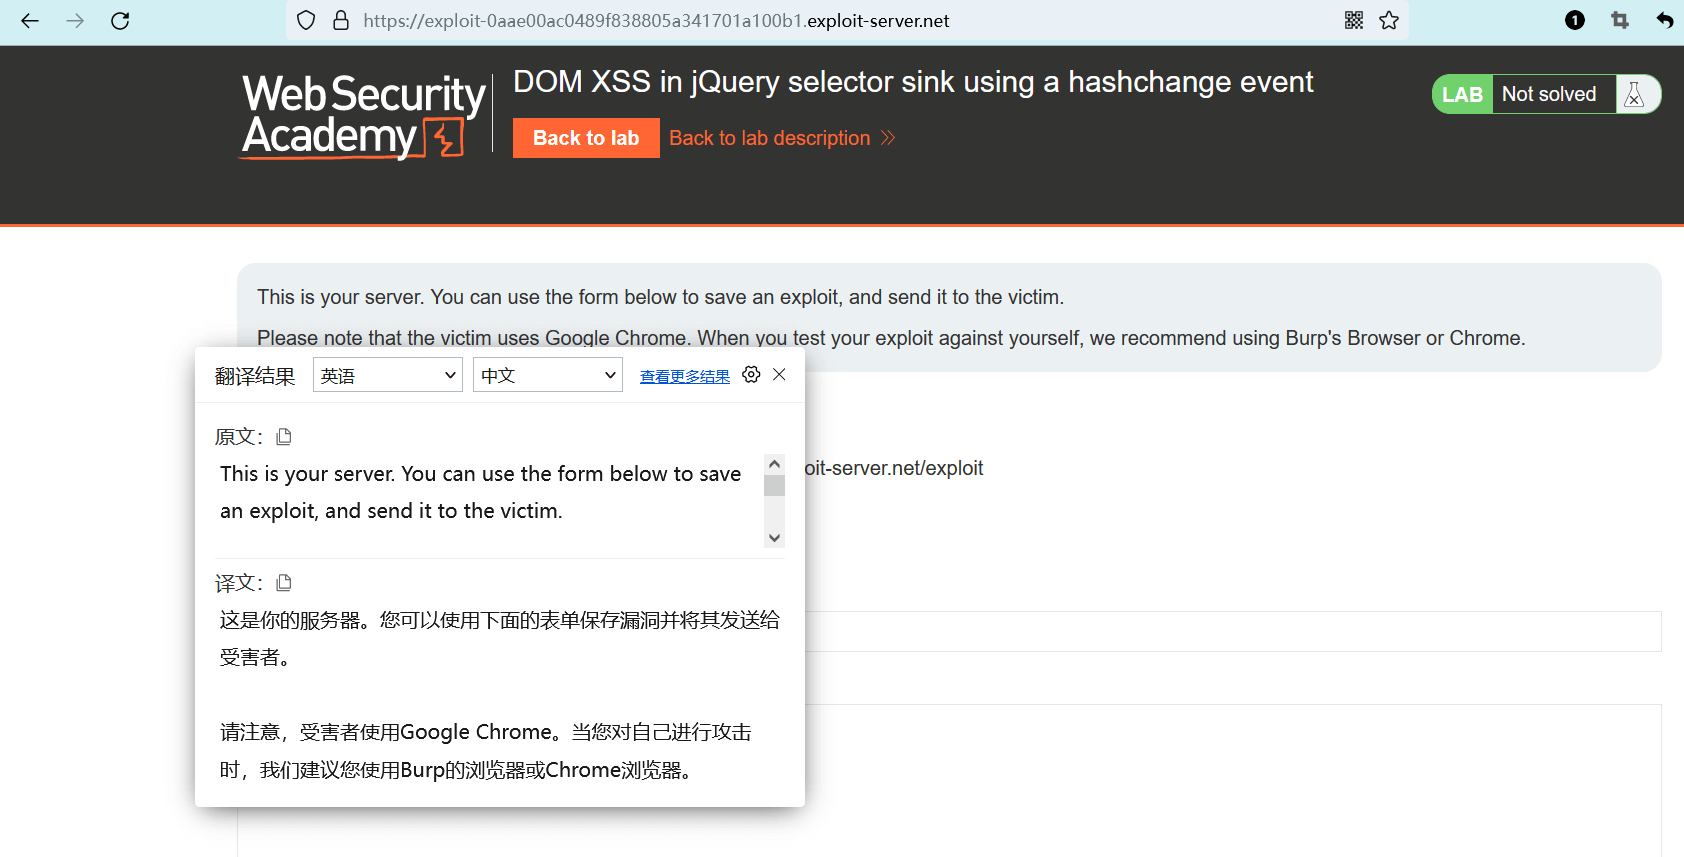 https://exploit-0aae00ac0489f838805a341701a100b1.exploit-server.net
1
Web Security
Academy
DOM XSS in jQuery selector sink using a hashchange event
Back to lab
Back to lab description
LAB
Not solved
This is your server. You can use the form below to save an exploit, and send it to the victim.
Please note that the victim uses Google Chrome. When you test your exploit against yourself, we recommend using Burp's Browser or Chrome.
翻译结果
英语
中文
查看更多结果
原文：
oit-server.net/exploit
This is your server. You can use the form below to save
an exploit, and send it to the victim.
译文：
这是你的服务器。您可以使用下面的表单保存漏洞并将其发送给
受害者。
请注意，受害者使用Google Chrome。当您对自己进行攻击
时，我们建议您使用Burp的浏览器或Chrome浏览器。